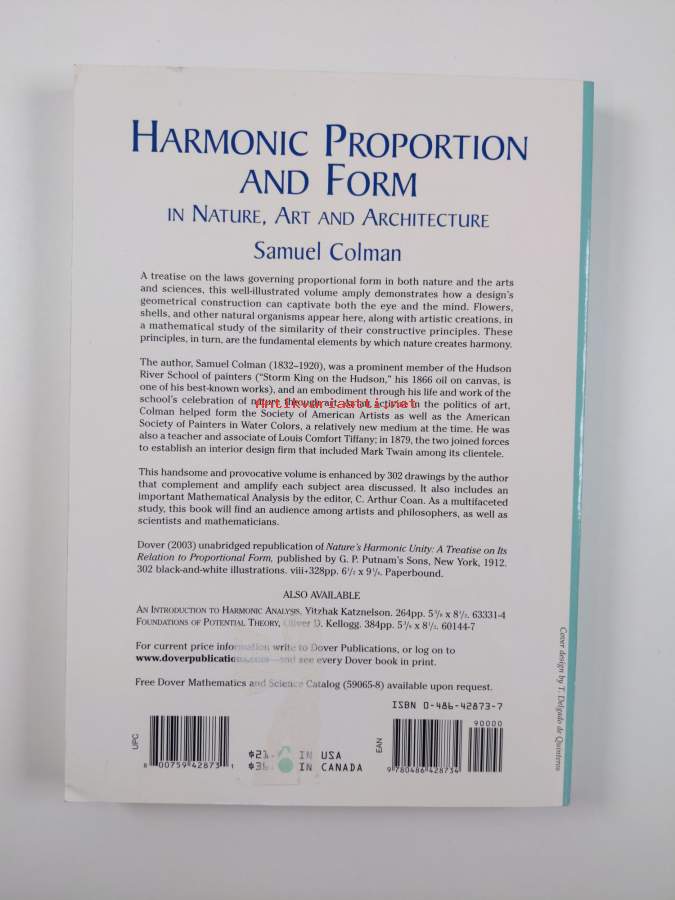 HARMONIC PROPORTION
AND FORM
IN NATURE, ART AND ARCHITECTURE
Samuel Colman
A treatise on the laws governing proportional form in both nature and the arts
and sciences, this well-illustrated volume amply demonstrates how a design's
geometrical construction can captivate both the eye and the mind. Flowers,
shells, and other natural organisms appear here, along with artistic creations, in
a mathematical study of the similarity of their constructive principles. These
principles, in turn, are the fundamental elements by which nature creates harmony.
The author, Samuel Colman (1832–1920), was a prominent member of the Hudson
River School of painters ("Storm King on the Hudson," his 1866 oil on canvas, is
one of his best-known works), and an embodiment through his life and work of the
school's celebration of nature through art. in the politics of art,
Antikvariaatti.net
Colman helped form the Society of American Artists as well as the American
Society of Painters in Water Colors, a relatively new medium at the time. He was
also a teacher and associate of Louis Comfort Tiffany; in 1879, the two joined forces
to establish an interior design firm that included Mark Twain among its clientele.
This handsome and provocative volume is enhanced by 302 drawings by the author
that complement and amplify each subject area discussed. It also includes an
important Mathematical Analysis by the editor, C. Arthur Coan. As a multifaceted
study, this book will find an audience among artists and philosophers, as well as
scientists and mathematicians.
Dover (2003) unabridged republication of Nature's Harmonic Unity: A Treatise on Its
Relation to Proportional Form, published by G. P. Putnam's Sons, New York, 1912.
302 black-and-white illustrations. viii+328pp. 6½ x 9¼. Paperbound.
ALSO AVAILABLE
AN INTRODUCTION TO HARMONIC ANALYSIS, Yitzhak Katznelson. 264pp. 5⅜ x 8½. 63331-4
FOUNDATIONS OF POTENTIAL THEORY, Oliver D. Kellogg. 384pp. 5⅜ x 8½. 60144-7
For current price information write to Dover Publications, or log on to
www.doverpublications.com—and see every Dover book in print.
Free Dover Mathematics and Science Catalog (59065-8) available upon request.
ISBN 0-486-42873-7
90000
UPC
8 00759 42873 1
IN USA
IN CANADA
EAN
9 780486 428734
Cover design by T. Delgado de Quinteros